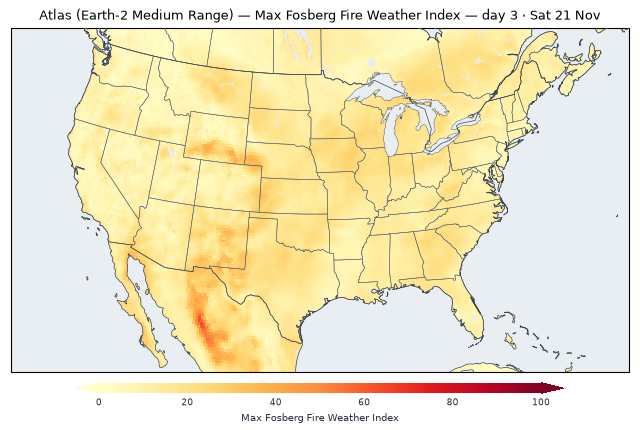 Atlas (Earth-2 Medium Range) — Max Fosberg Fire Weather Index — day 3 · Sat 21 Nov
0 20 40 60 80 100
Max Fosberg Fire Weather Index